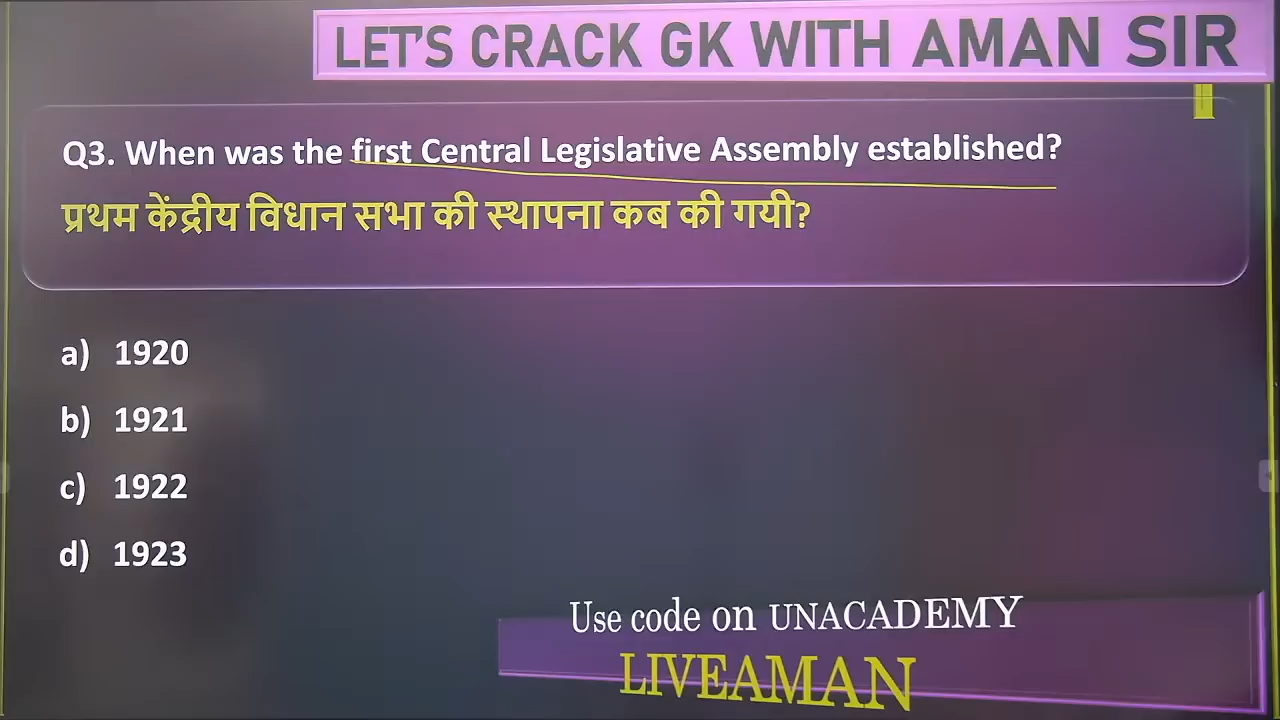 LET'S CRACK GK WITH AMAN SIR
Q3. When was the first Central Legislative Assembly established?
प्रथम केंद्रीय विधान सभा की स्थापना कब की गयी?
a) 1920
b) 1921
c) 1922
d) 1923
Use code on UNACADEMY
LIVEAMAN